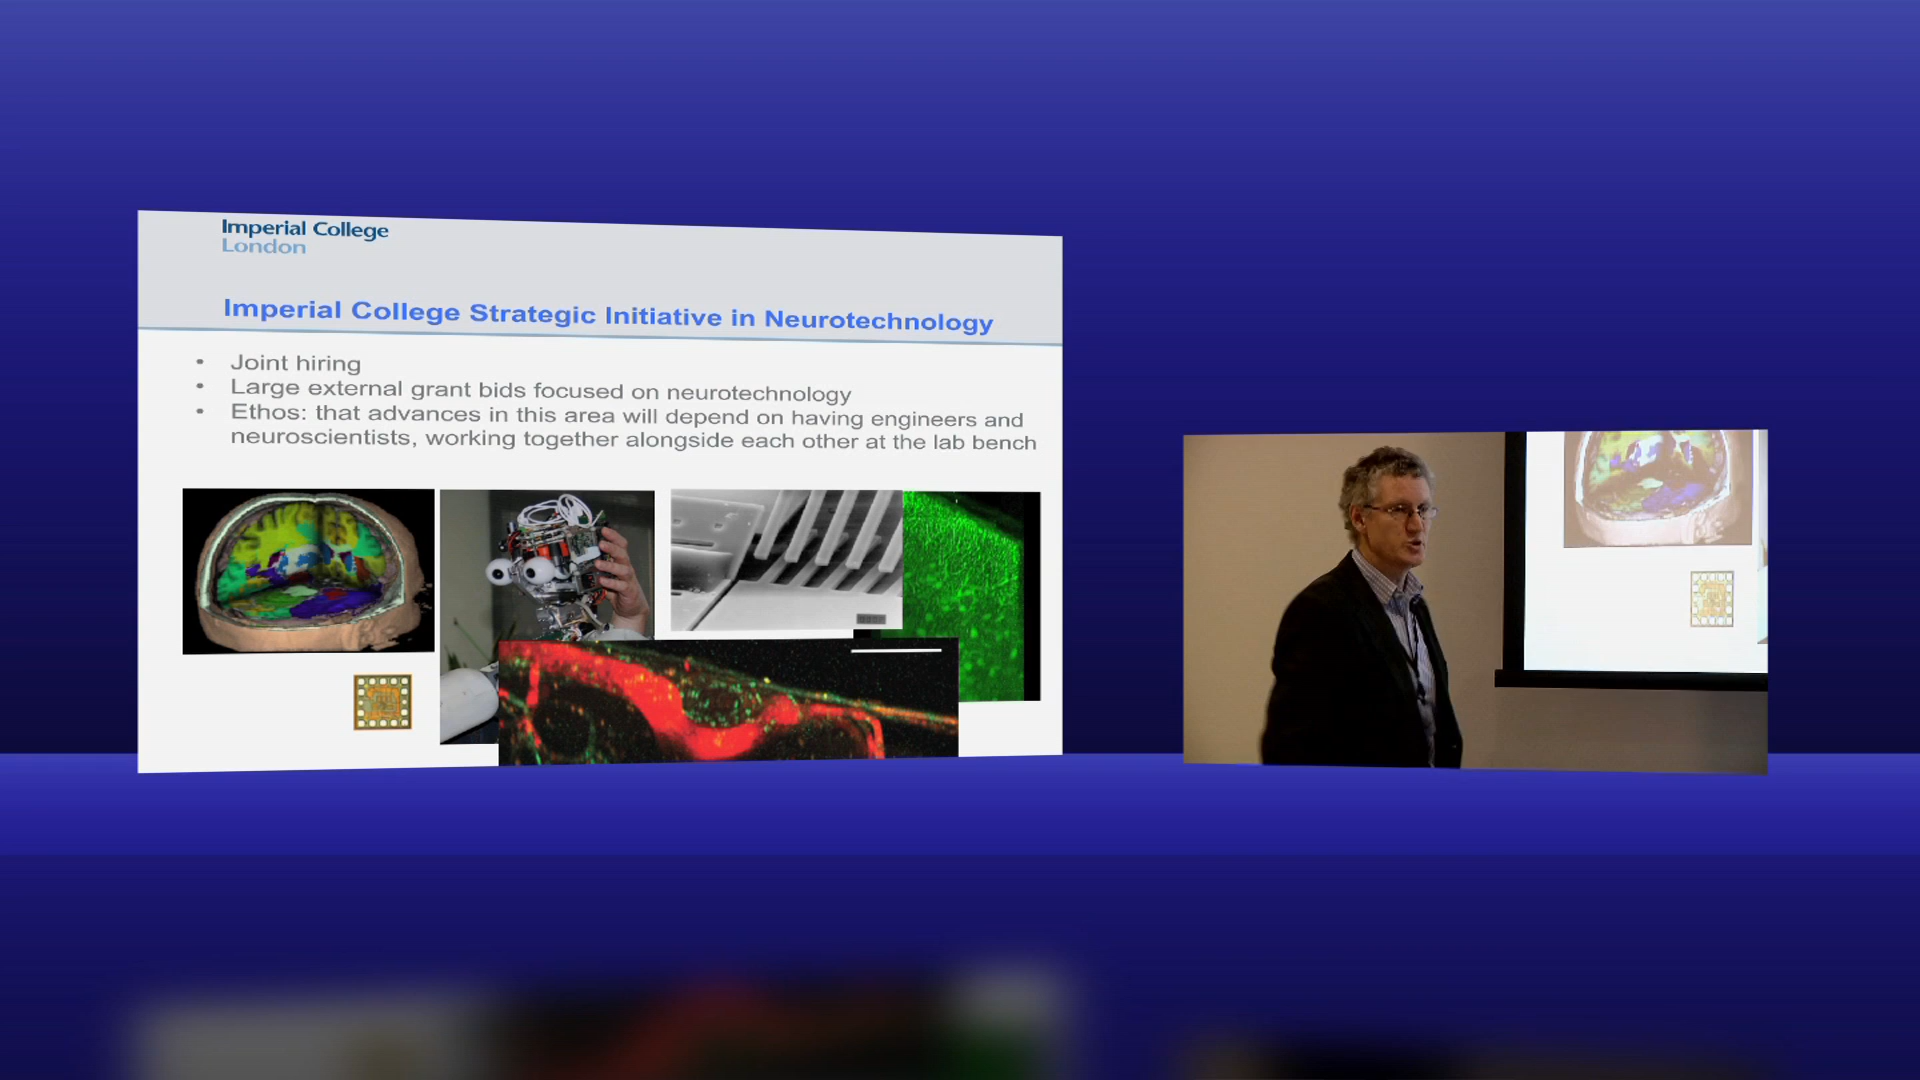 Imperial College
London
Imperial College Strategic Initiative in Neurotechnology
• Joint hiring
• Large external grant bids focused on neurotechnology
• Ethos: that advances in this area will depend on having engineers and
neuroscientists, working together alongside each other at the lab bench